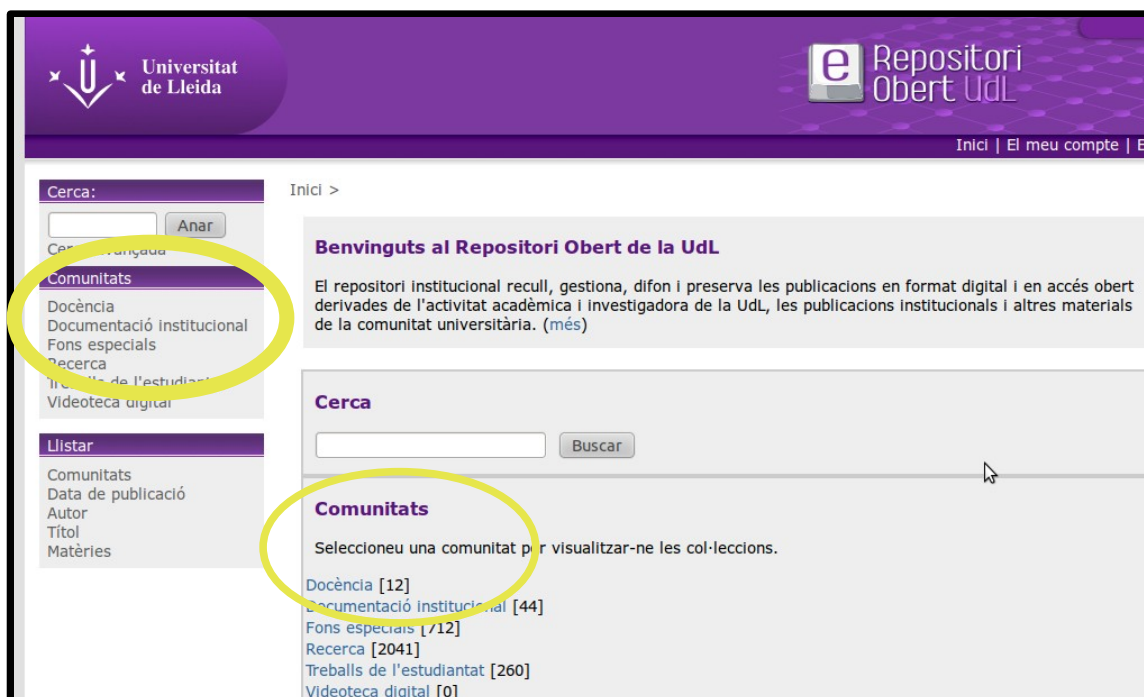 Universitat
de Lleida
e Repositori
Obert UdL
Inici | El meu compte | E
Cerca:
Anar
Cerca avançada
Comunitats
Docència
Documentació institucional
Fons especials
Recerca
Treballs de l'estudiantat
Videoteca digital
Llistar
Comunitats
Data de publicació
Autor
Títol
Matèries
Inici >
Benvinguts al Repositori Obert de la UdL
El repositori institucional recull, gestiona, difon i preserva les publicacions en format digital i en accés obert
derivades de l'activitat acadèmica i investigadora de la UdL, les publicacions institucionals i altres materials
de la comunitat universitària. (més)
Cerca
Buscar
Comunitats
Seleccioneu una comunitat per visualitzar-ne les col·leccions.
Docència [12]
Documentació institucional [44]
Fons especials [712]
Recerca [2041]
Treballs de l'estudiantat [260]
Videoteca digital [0]